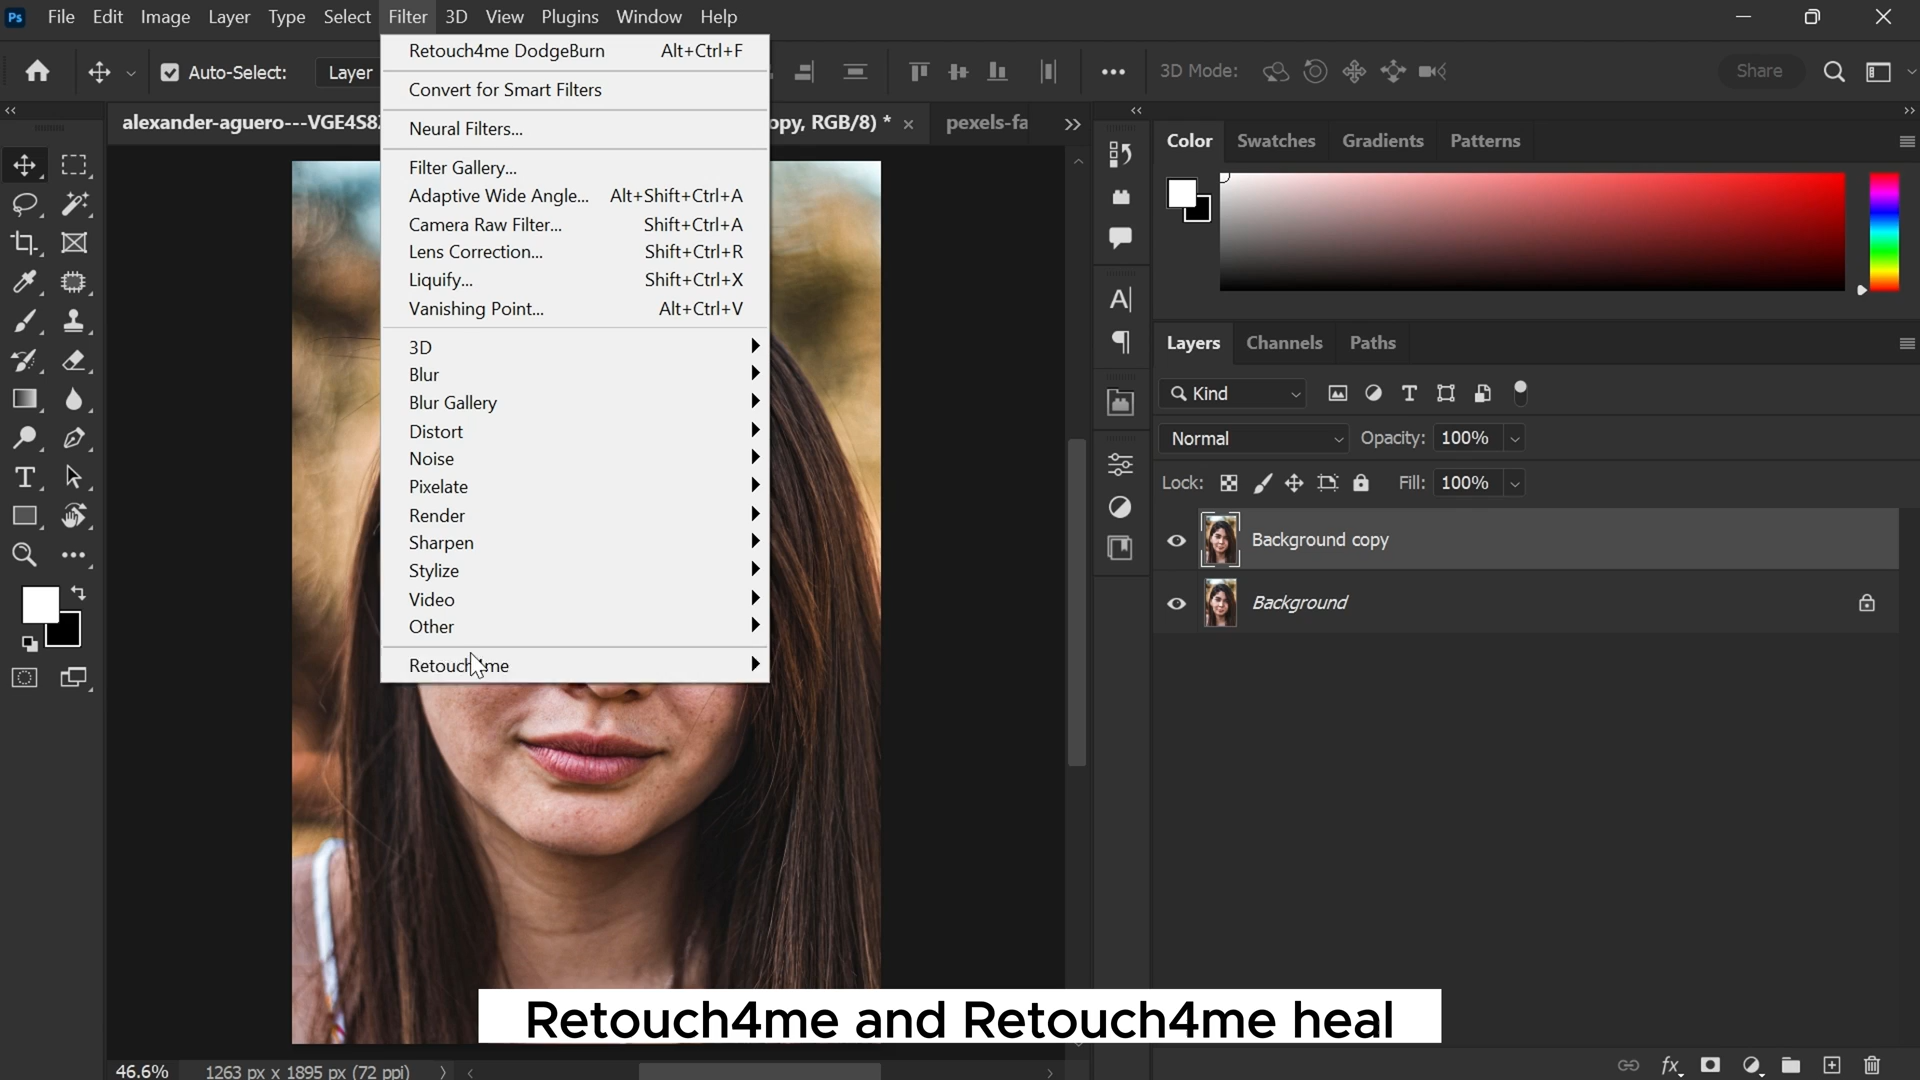 Ps File Edit Image Layer Type Select Filter 3D View Plugins Window Help
Auto-Select: Layer
3D Mode:
Share
alexander-aguero---VGE4S8
opy, RGB/8) *
pexels-fa
Retouch4me DodgeBurn Alt+Ctrl+F
Convert for Smart Filters
Neural Filters...
Filter Gallery...
Adaptive Wide Angle... Alt+Shift+Ctrl+A
Camera Raw Filter... Shift+Ctrl+A
Lens Correction... Shift+Ctrl+R
Liquify... Shift+Ctrl+X
Vanishing Point... Alt+Ctrl+V
3D
Blur
Blur Gallery
Distort
Noise
Pixelate
Render
Sharpen
Stylize
Video
Other
Retouch4me
Color Swatches Gradients Patterns
Layers Channels Paths
Kind
Normal Opacity: 100%
Lock: Fill: 100%
Background copy
Background
Retouch4me and Retouch4me heal
46.6% 1263 px x 1895 px (72 ppi)
fx